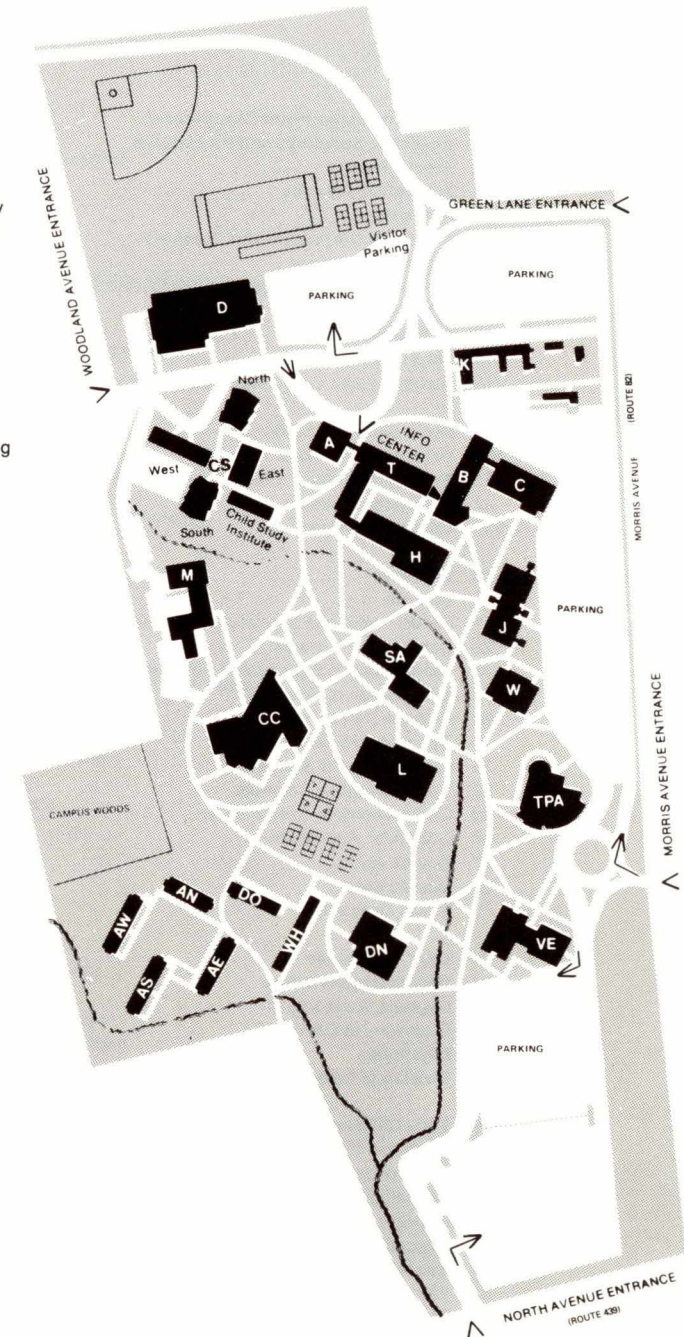 GREEN LANE ENTRANCE
WOODLAND AVENUE ENTRANCE
Visitor
Parking
PARKING
PARKING
D
North
K
(ROUTE 82)
MORRIS AVENUE
A
INFO
CENTER
T
B
C
West
CS
East
South
Child Study
Institute
H
M
J
PARKING
SA
W
CC
L
TPA
MORRIS AVENUE ENTRANCE
CAMPUS WOODS
AN
DO
AW
WH
AE
AS
DN
VE
PARKING
NORTH AVENUE ENTRANCE
(ROUTE 439)